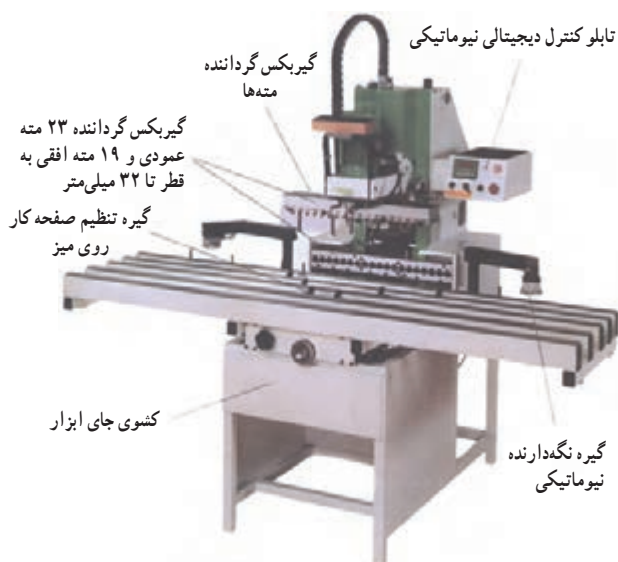 تابلو کنترل دیجیتالی نیوماتیکی
گیربکس گرداننده
مته‌ها
گیربکس گرداننده ۲۳ مته
عمودی و ۱۹ مته افقی به
قطر تا ۳۲ میلی‌متر
گیره تنظیم صفحه کار
روی میز
کشوی جای ابزار
گیره نگه‌دارنده
نیوماتیکی